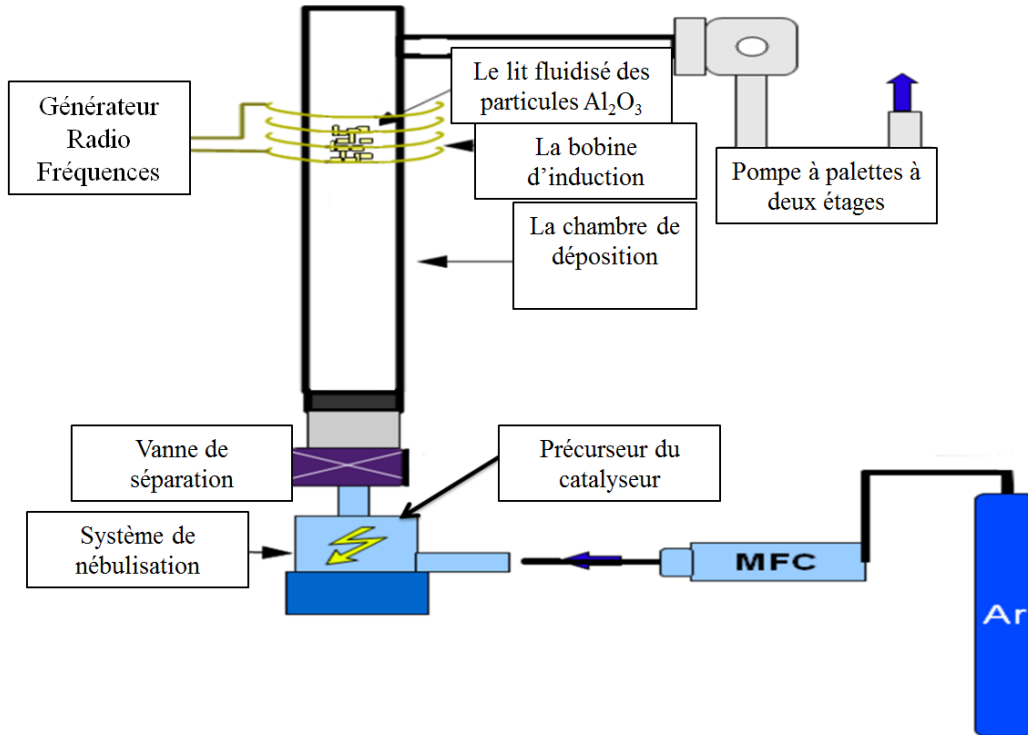 Le lit fluidisé des
particules Al₂O₃
Générateur
Radio
Fréquences
La bobine
d’induction
Pompe à palettes à
deux étages
La chambre de
déposition
Vanne de
séparation
Précurseur du
catalyseur
Système de
nébulisation
MFC
Ar